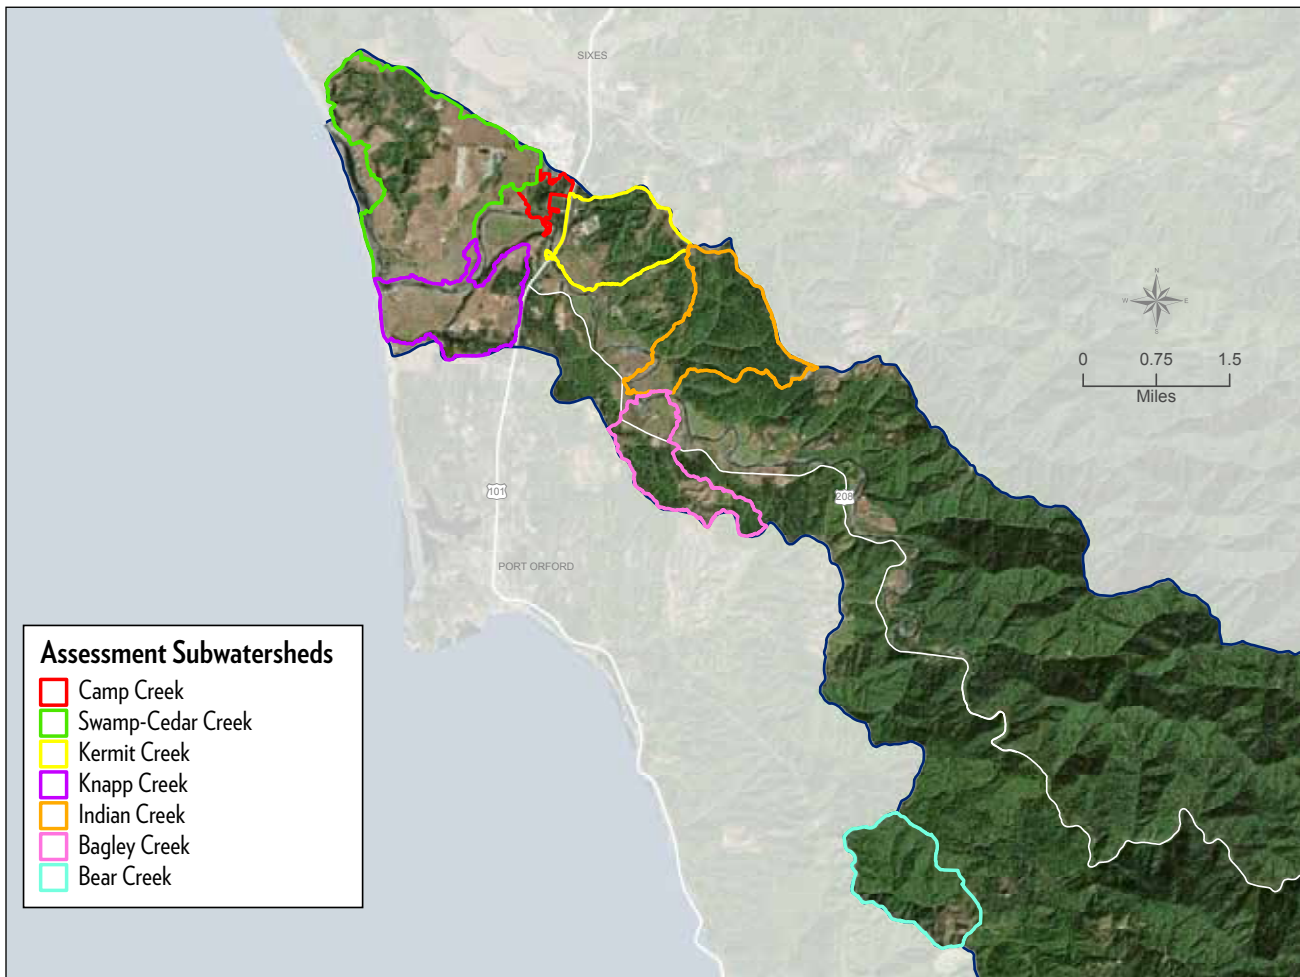 SIXES
N
W E
S
0 0.75 1.5
Miles
101
208
PORT ORFORD
Assessment Subwatersheds
Camp Creek
Swamp-Cedar Creek
Kermit Creek
Knapp Creek
Indian Creek
Bagley Creek
Bear Creek